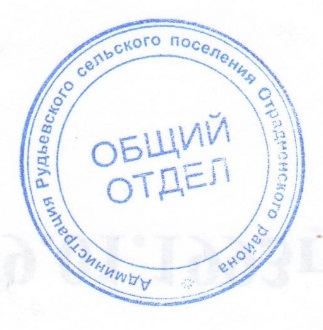 Администрация Рудьевского сельского поселения Отрадненского района
ОБЩИЙ
ОТДЕЛ